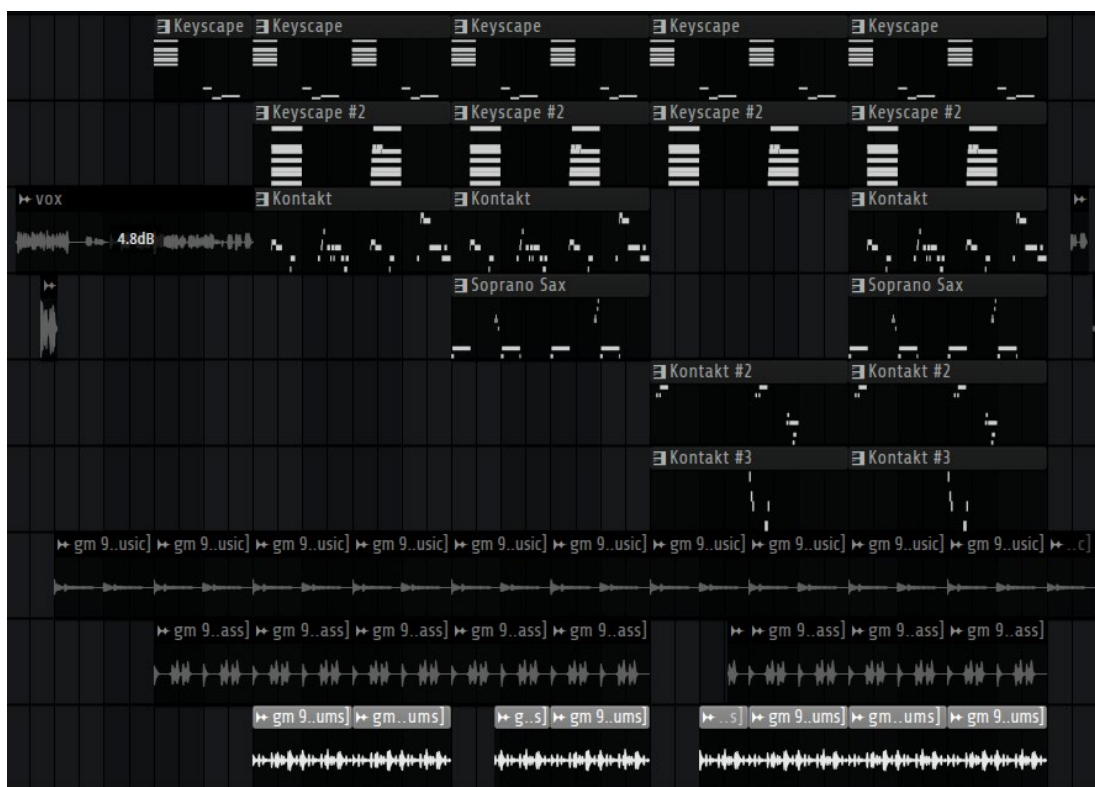 Keyscape Keyscape Keyscape Keyscape Keyscape
Keyscape #2 Keyscape #2 Keyscape #2 Keyscape #2
vox Kontakt Kontakt Kontakt
4.8dB
Soprano Sax Soprano Sax
Kontakt #2 Kontakt #2
Kontakt #3 Kontakt #3
gm 9..usic] gm 9..usic] gm 9..usic] gm 9..usic] gm 9..usic] gm 9..usic] gm 9..usic] gm 9..usic] gm 9..usic] gm 9..usic] ..c]
gm 9..ass] gm 9..ass] gm 9..ass] gm 9..ass] gm 9..ass] gm 9..ass] gm 9..ass] gm 9..ass]
gm 9..ums] gm..ums] g..s] gm 9..ums] ..s] gm 9..ums] gm..ums] gm 9..ums]